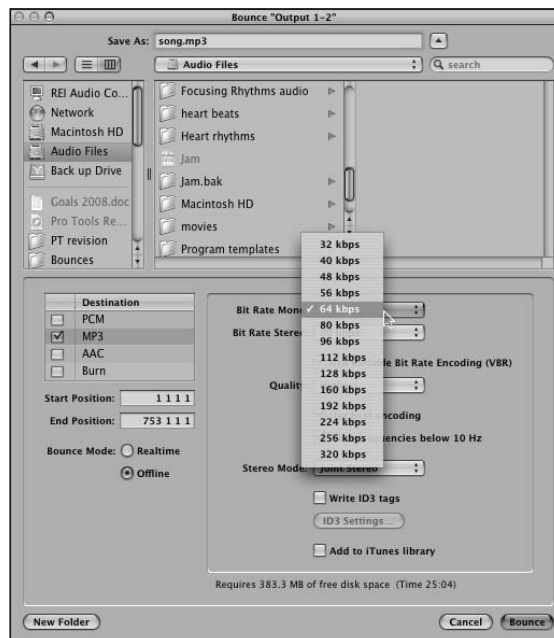 Bounce "Output 1-2"
Save As: song.mp3
Audio Files
search
REI Audio Co...
Network
Macintosh HD
Audio Files
Back up Drive
Goals 2008.doc
Pro Tools Re...
PT revision
Bounces
Focusing Rhythms audio
heart beats
Heart rhythms
Jam
Jam.bak
Macintosh HD
movies
Program templates
Destination
PCM
MP3
AAC
Burn
Start Position: 1 1 1 1
End Position: 753 1 1 1
Bounce Mode: Realtime
Offline
32 kbps
40 kbps
48 kbps
56 kbps
Bit Rate Mono ✓ 64 kbps
80 kbps
Bit Rate Stereo
96 kbps
112 kbps
Bit Rate Encoding (VBR)
128 kbps
Quality
160 kbps
192 kbps
encoding
224 kbps
below 10 Hz
256 kbps
320 kbps
Stereo Mode: Joint Stereo
Write ID3 tags
ID3 Settings...
Add to iTunes library
Requires 383.3 MB of free disk space (Time 25:04)
New Folder
Cancel
Bounce